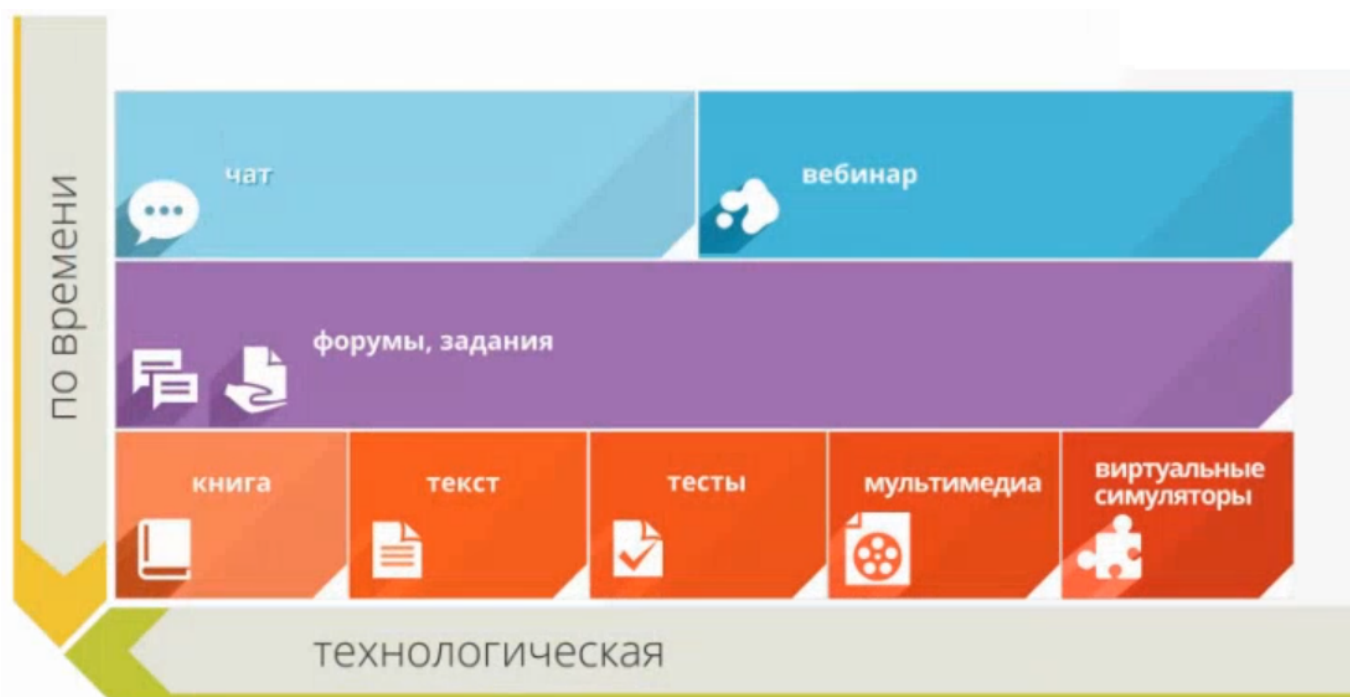 по времени
чат
вебинар
форумы, задания
книга
текст
тесты
мультимедиа
виртуальные
симуляторы
технологическая